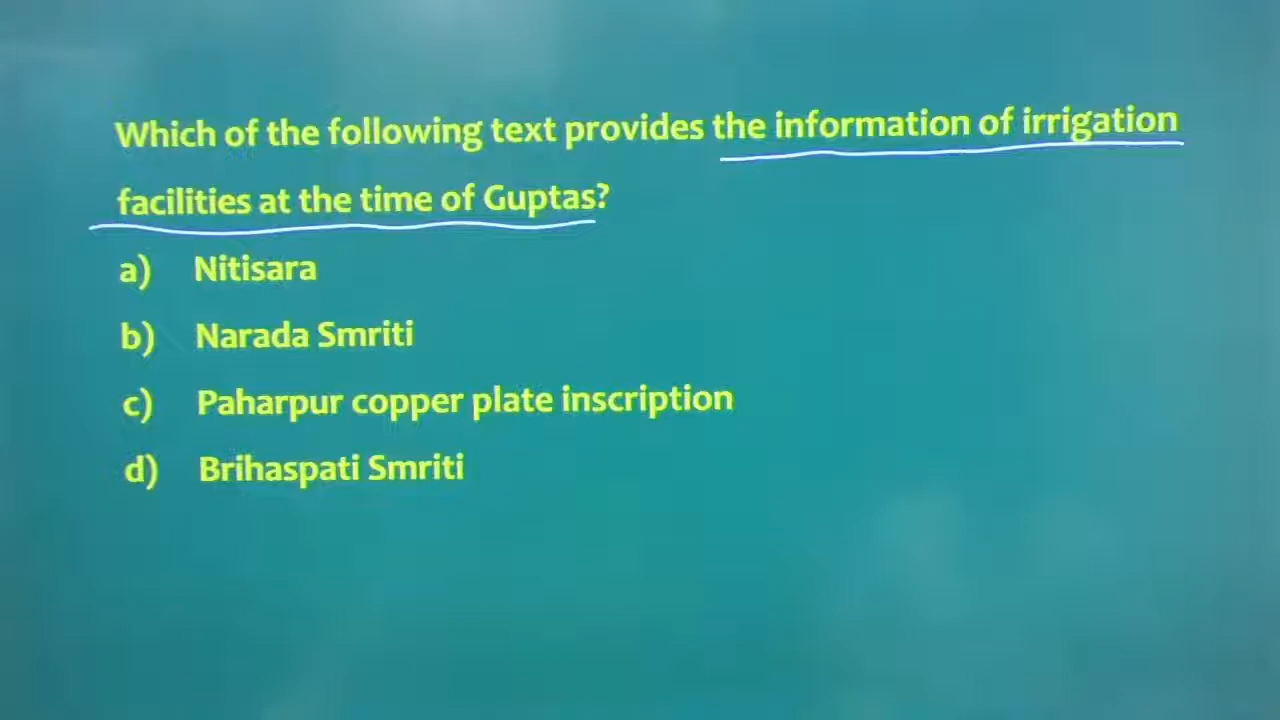 Which of the following text provides the information of irrigation
facilities at the time of Guptas?
a) Nitisara
b) Narada Smriti
c) Paharpur copper plate inscription
d) Brihaspati Smriti